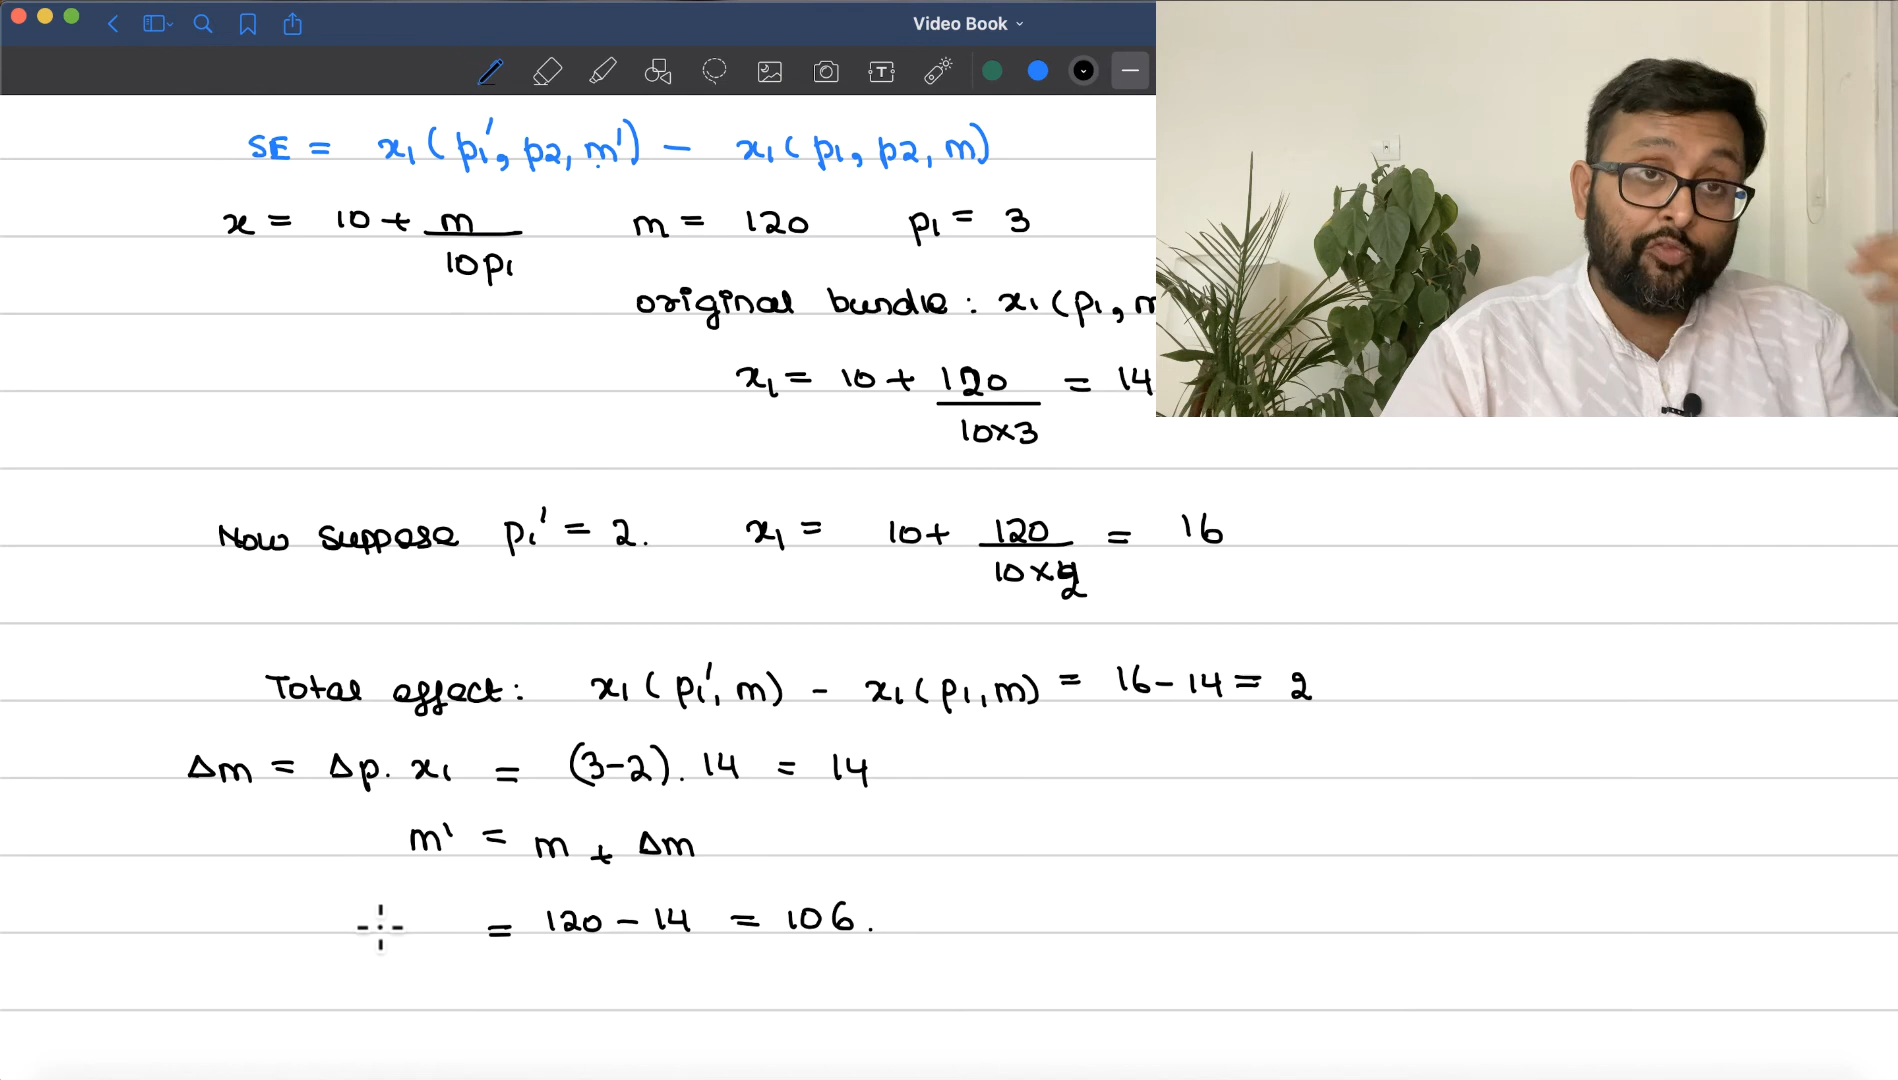 Video Book
SE = x₁(p₁', p₂, m') − x₁(p₁, p₂, m)
x = 10 + m/10p₁    m = 120    p₁ = 3
original bundle: x₁(p₁, m
x₁ = 10 + 120/10×3 = 14
Now suppose p₁' = 2.    x₁ = 10 + 120/10×2 = 16
Total effect: x₁(p₁', m) − x₁(p₁, m) = 16 − 14 = 2
Δm = Δp. x₁ = (3−2). 14 = 14
m' = m + Δm
= 120 − 14 = 106.